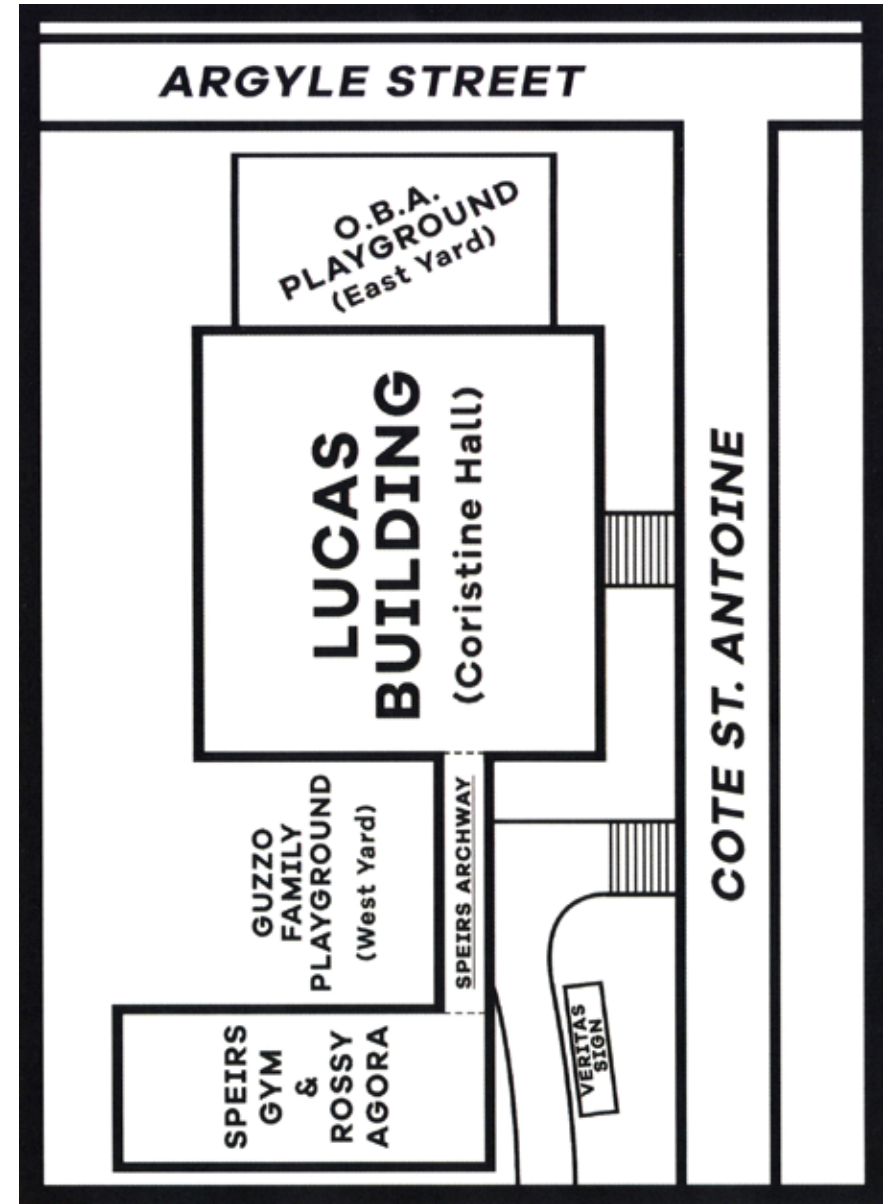 ARGYLE STREET
O.B.A.
PLAYGROUND
(East Yard)
LUCAS
BUILDING
(Coristine Hall)
COTE ST. ANTOINE
GUZZO
FAMILY
PLAYGROUND
(West Yard)
SPEIRS ARCHWAY
VERITAS
SIGN
SPEIRS
GYM
&
ROSSY
AGORA